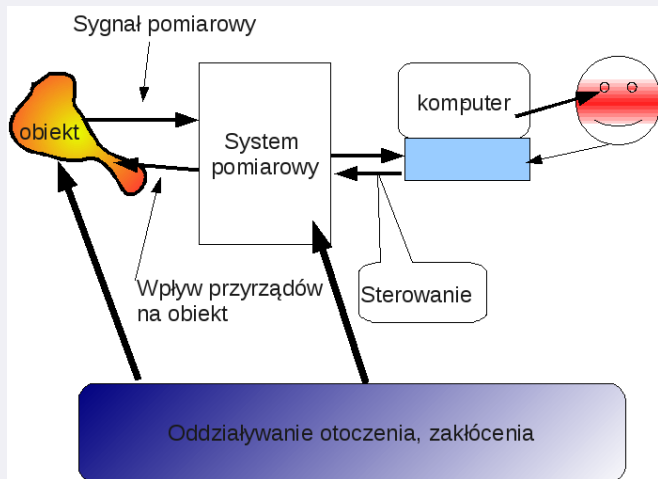 Sygnał pomiarowy
obiekt
System
pomiarowy
komputer
Wpływ przyrządów
na obiekt
Sterowanie
Oddziaływanie otoczenia, zakłócenia